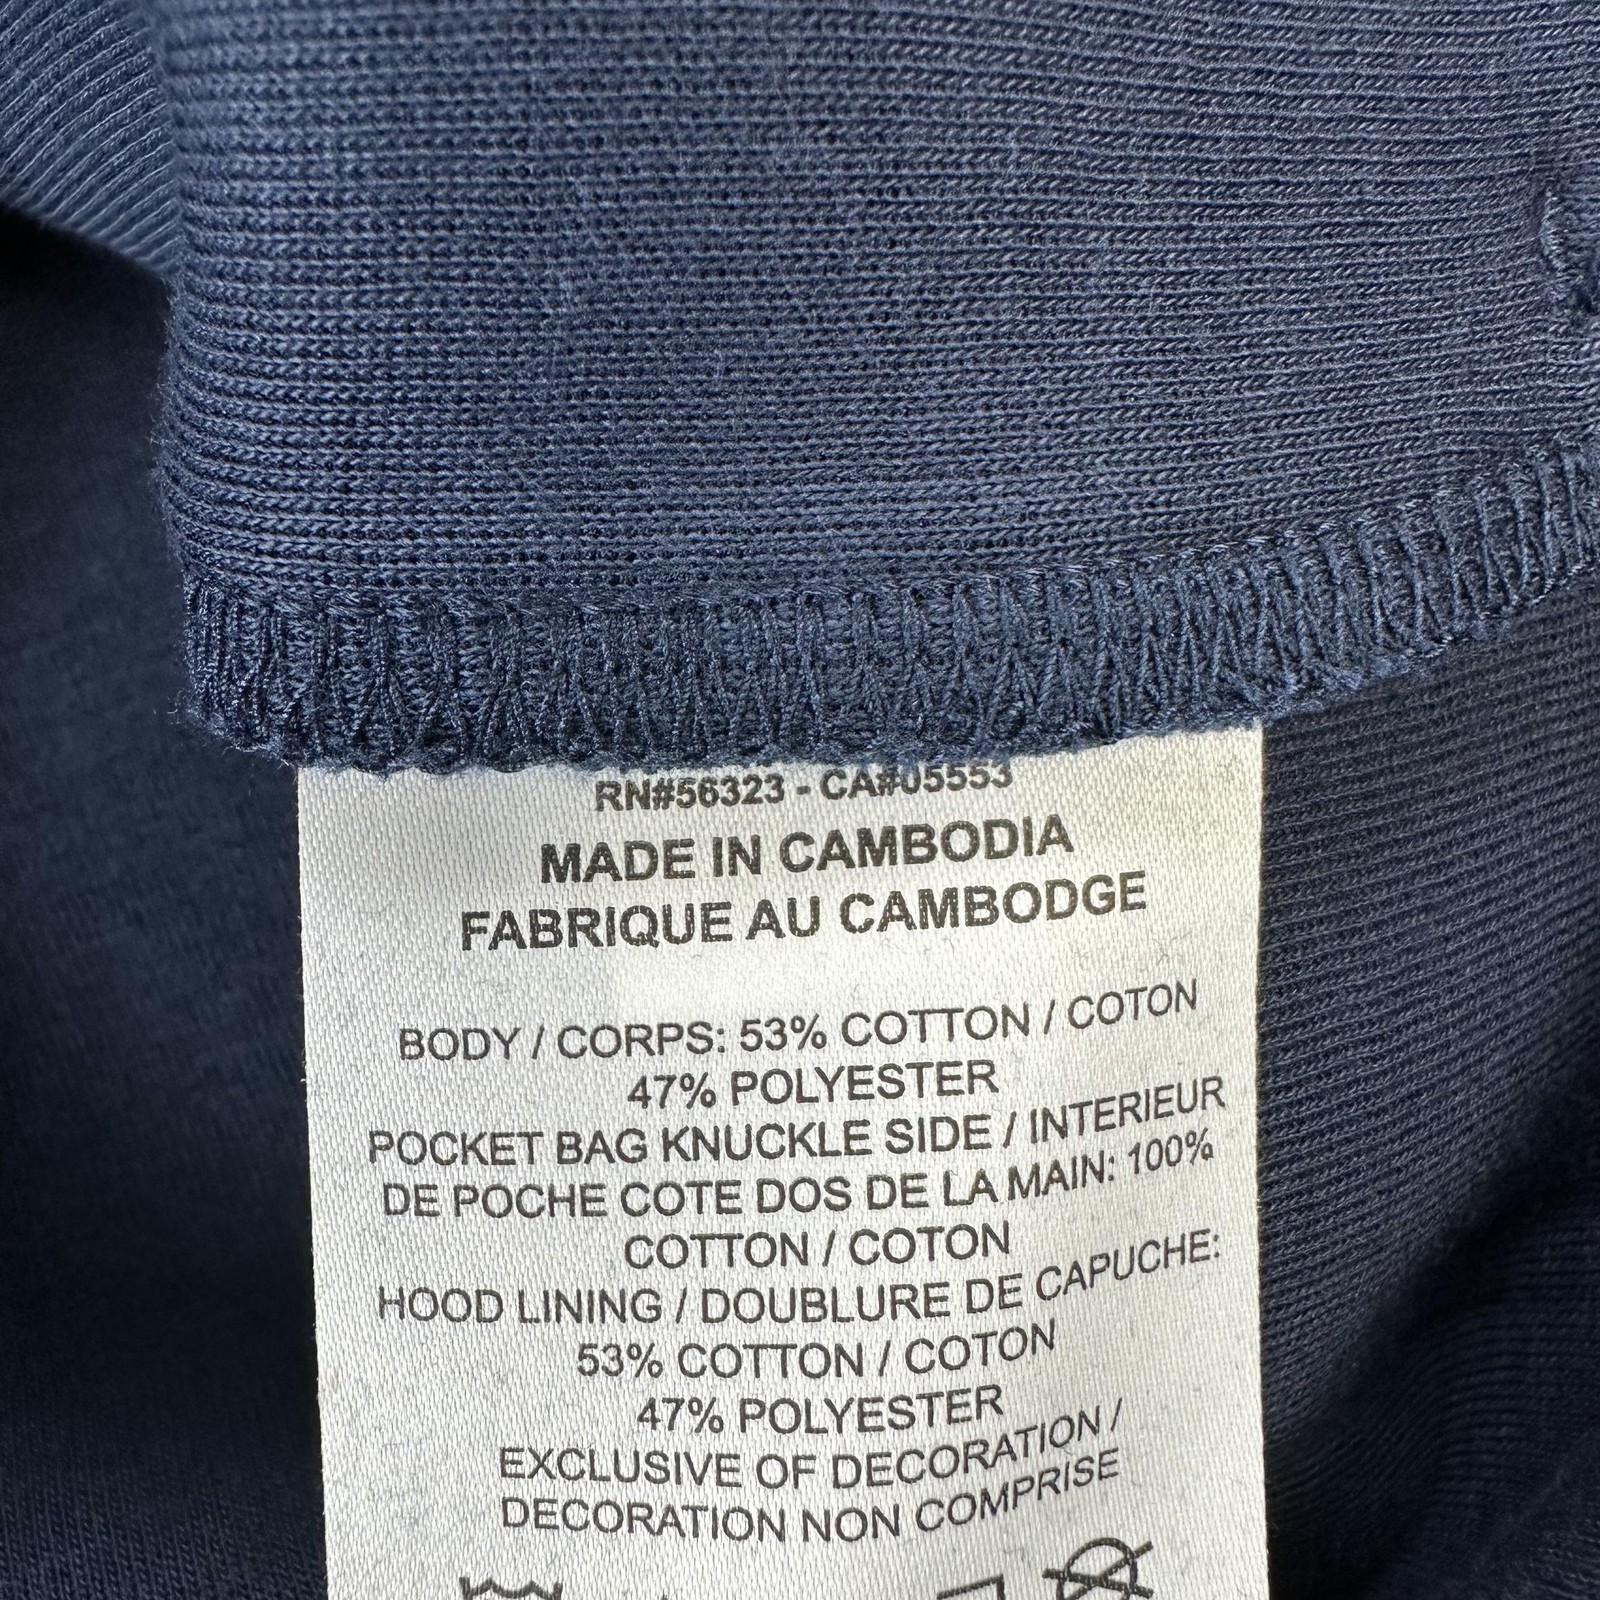 RN#56323 - CA#05553
MADE IN CAMBODIA
FABRIQUE AU CAMBODGE
BODY / CORPS: 53% COTTON / COTON
47% POLYESTER
POCKET BAG KNUCKLE SIDE / INTERIEUR
DE POCHE COTE DOS DE LA MAIN: 100%
COTTON / COTON
HOOD LINING / DOUBLURE DE CAPUCHE:
53% COTTON / COTON
47% POLYESTER
EXCLUSIVE OF DECORATION /
DECORATION NON COMPRISE